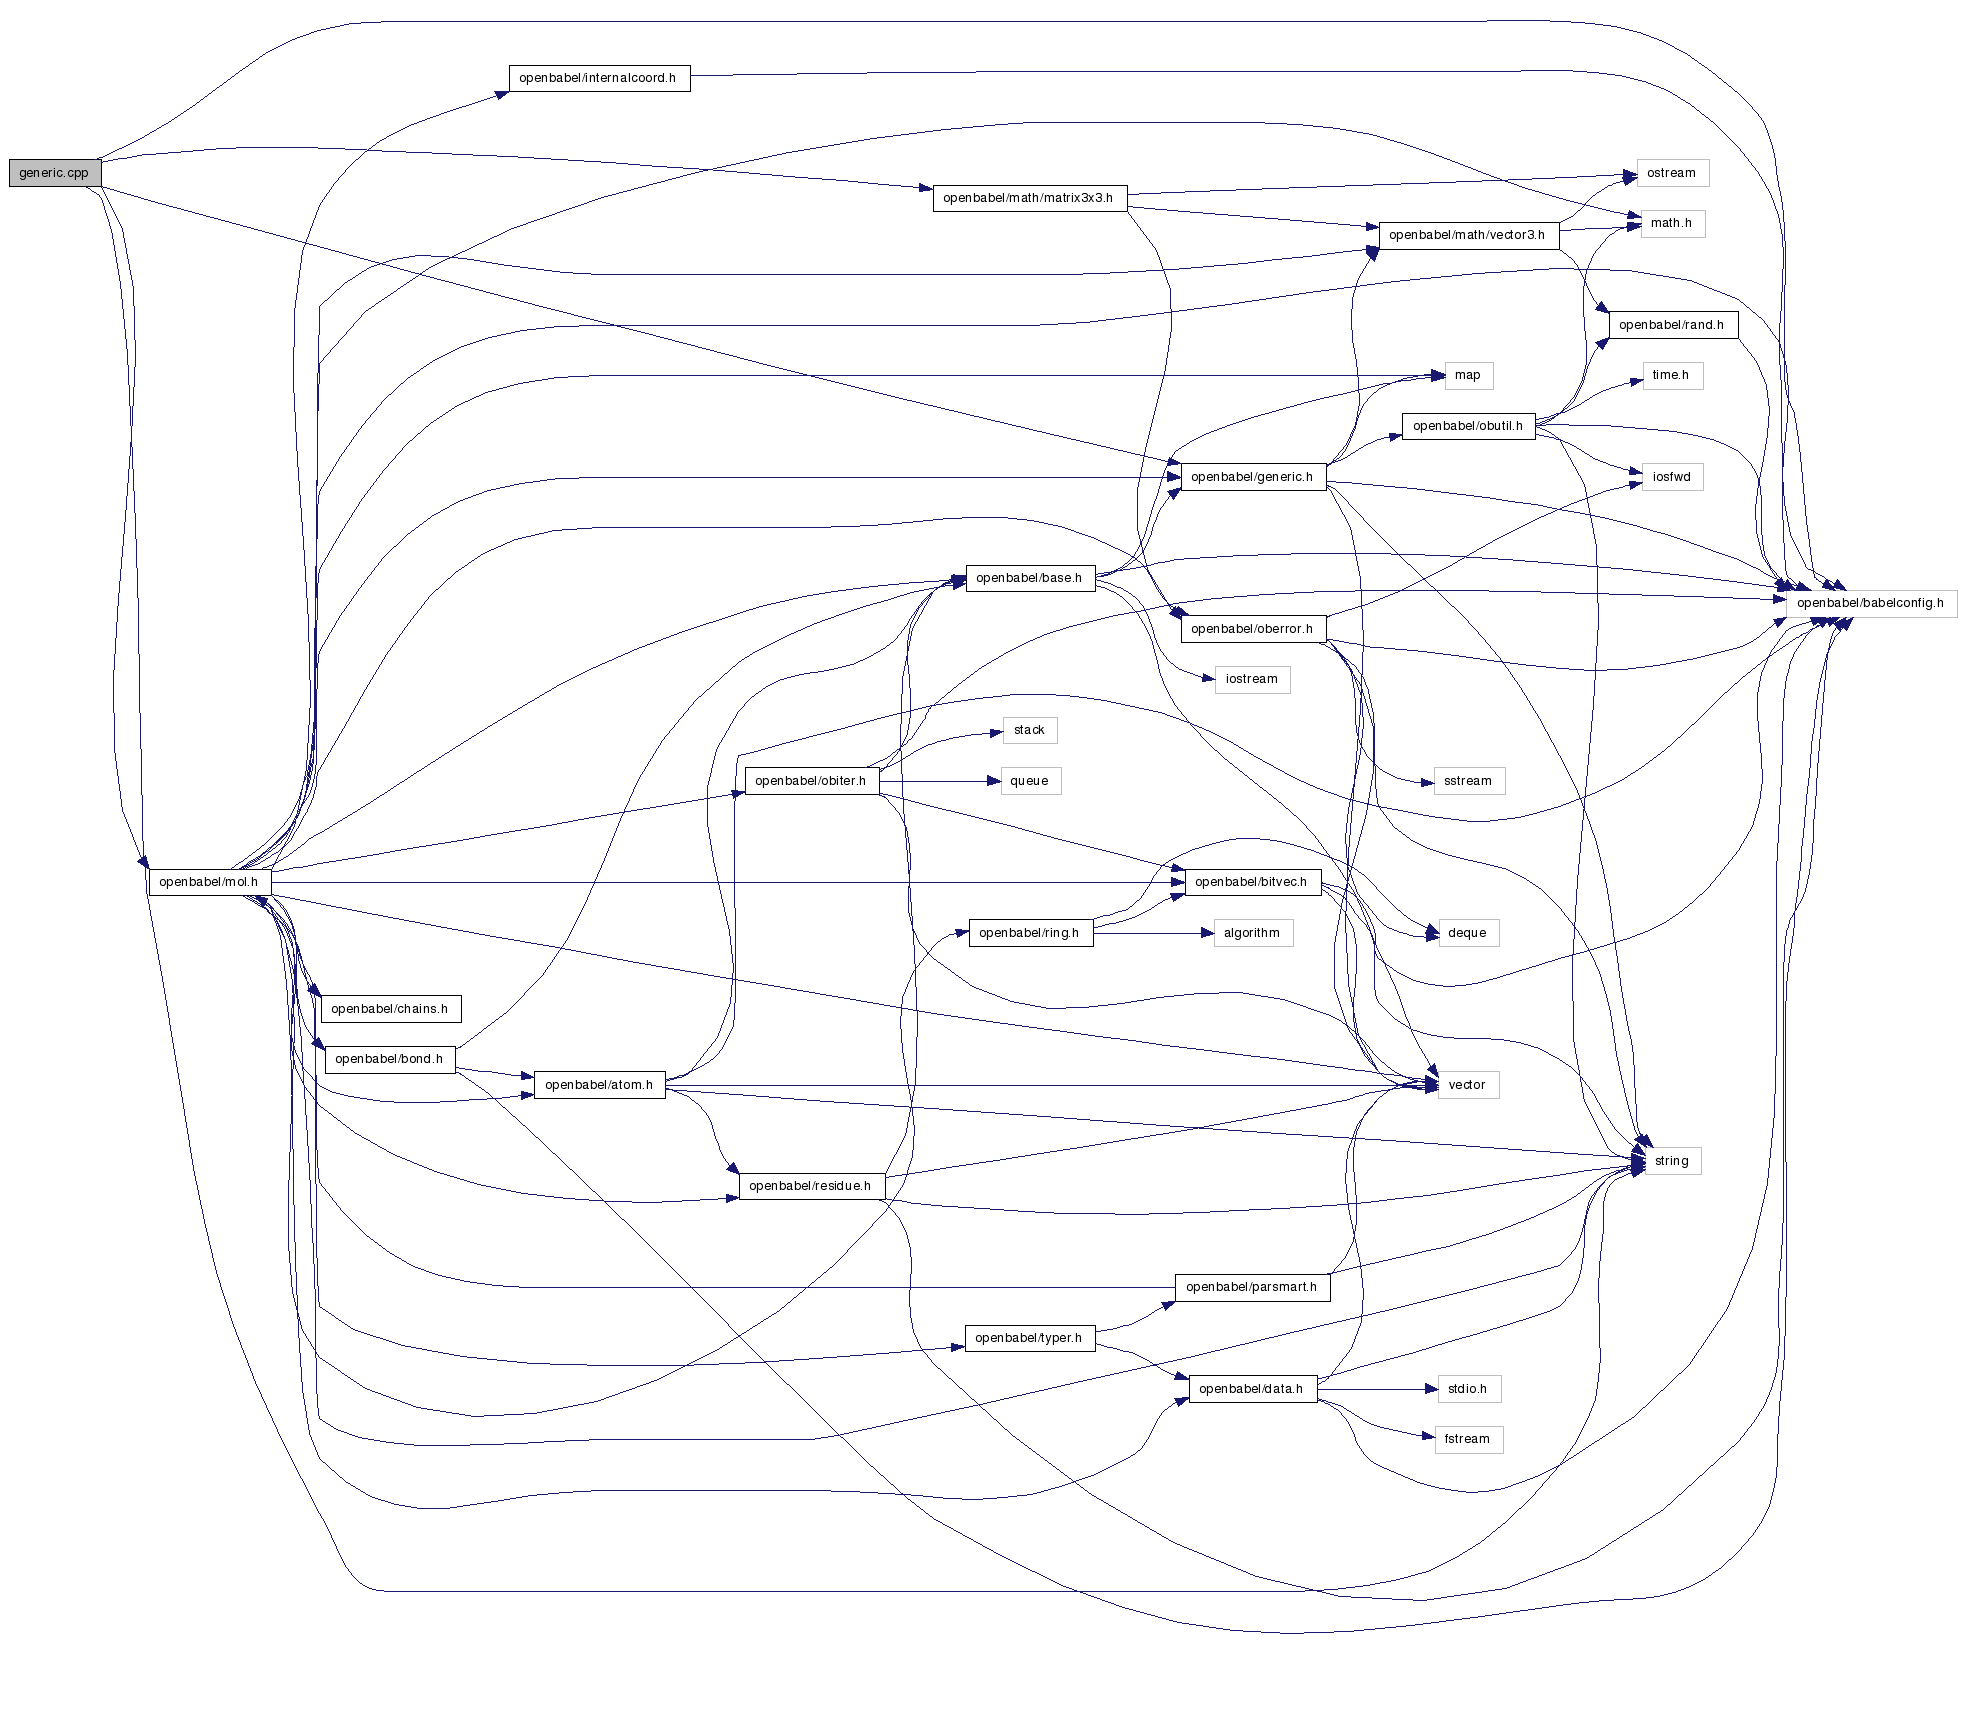 openbabel/internalcoord.h
generic.cpp
ostream
openbabel/math/matrix3x3.h
math.h
openbabel/math/vector3.h
openbabel/rand.h
map
time.h
openbabel/obutil.h
openbabel/generic.h
iosfwd
openbabel/base.h
openbabel/babelconfig.h
openbabel/oberror.h
iostream
stack
openbabel/obiter.h
queue
sstream
openbabel/mol.h
openbabel/bitvec.h
openbabel/ring.h
algorithm
deque
openbabel/chains.h
openbabel/bond.h
openbabel/atom.h
vector
string
openbabel/residue.h
openbabel/parsmart.h
openbabel/typer.h
openbabel/data.h
stdio.h
fstream